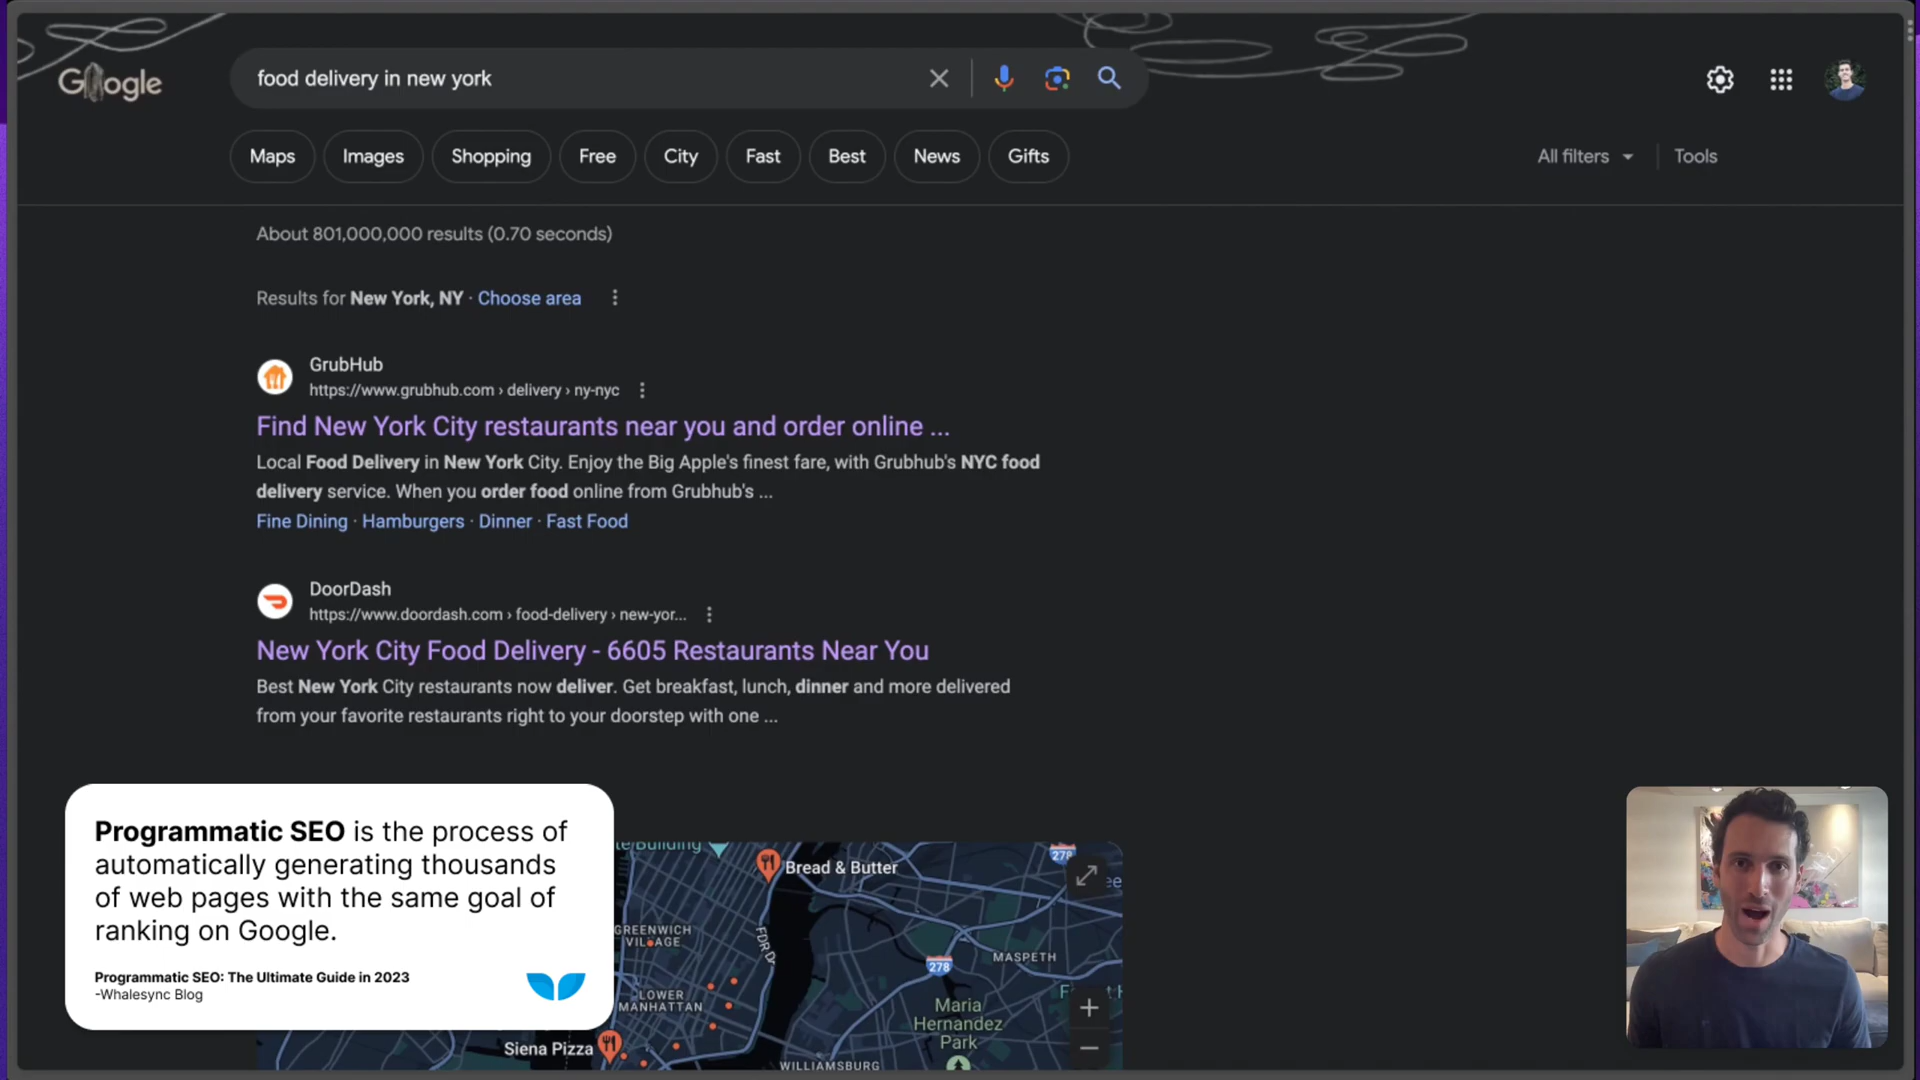 Google
food delivery in new york
Maps
Images
Shopping
Free
City
Fast
Best
News
Gifts
All filters
Tools
About 801,000,000 results (0.70 seconds)
Results for New York, NY · Choose area
GrubHub
https://www.grubhub.com › delivery › ny-nyc
Find New York City restaurants near you and order online ...
Local Food Delivery in New York City. Enjoy the Big Apple's finest fare, with Grubhub's NYC food
delivery service. When you order food online from Grubhub's ...
Fine Dining · Hamburgers · Dinner · Fast Food
DoorDash
https://www.doordash.com › food-delivery › new-yor...
New York City Food Delivery - 6605 Restaurants Near You
Best New York City restaurants now deliver. Get breakfast, lunch, dinner and more delivered
from your favorite restaurants right to your doorstep with one ...
Programmatic SEO is the process of
automatically generating thousands
of web pages with the same goal of
ranking on Google.
Programmatic SEO: The Ultimate Guide in 2023
-Whalesync Blog
Building
Bread & Butter
278
GREENWICH
VILLAGE
FDR Dr
278
MASPETH
LOWER
MANHATTAN
Maria
Hernandez
Park
Siena Pizza
WILLIAMSBURG